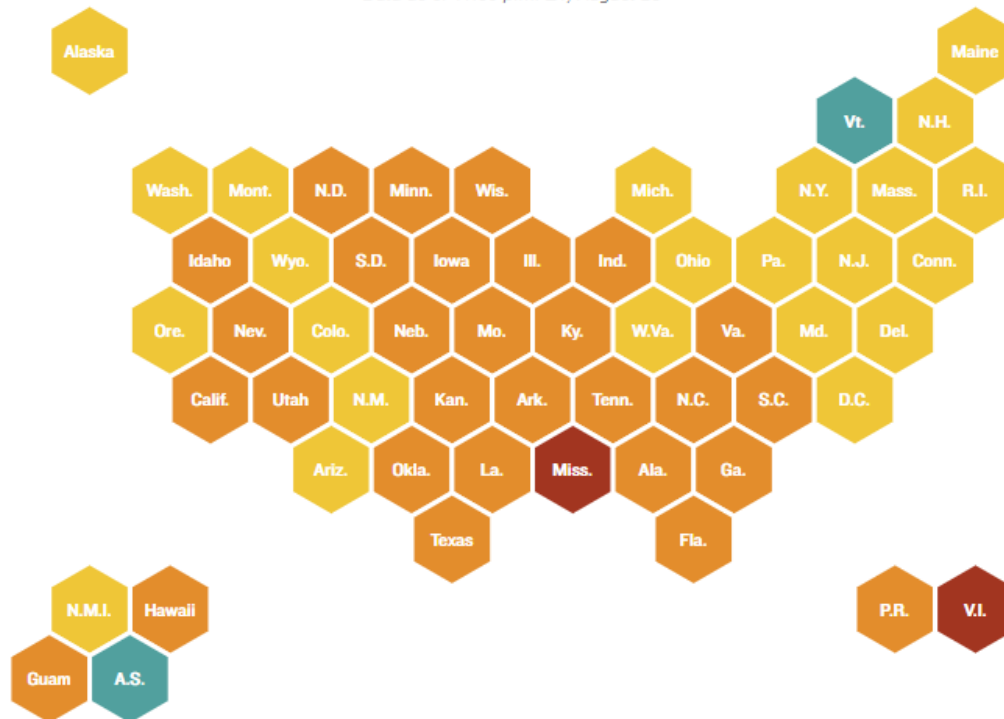 Alaska Maine
Vt. N.H.
Wash. Mont. N.D. Minn. Wis. Mich. N.Y. Mass. R.I.
Idaho Wyo. S.D. Iowa Ill. Ind. Ohio Pa. N.J. Conn.
Ore. Nev. Colo. Neb. Mo. Ky. W.Va. Va. Md. Del.
Calif. Utah N.M. Kan. Ark. Tenn. N.C. S.C. D.C.
Ariz. Okla. La. Miss. Ala. Ga.
Texas Fla.
N.M.I. Hawaii P.R. V.I.
Guam A.S.